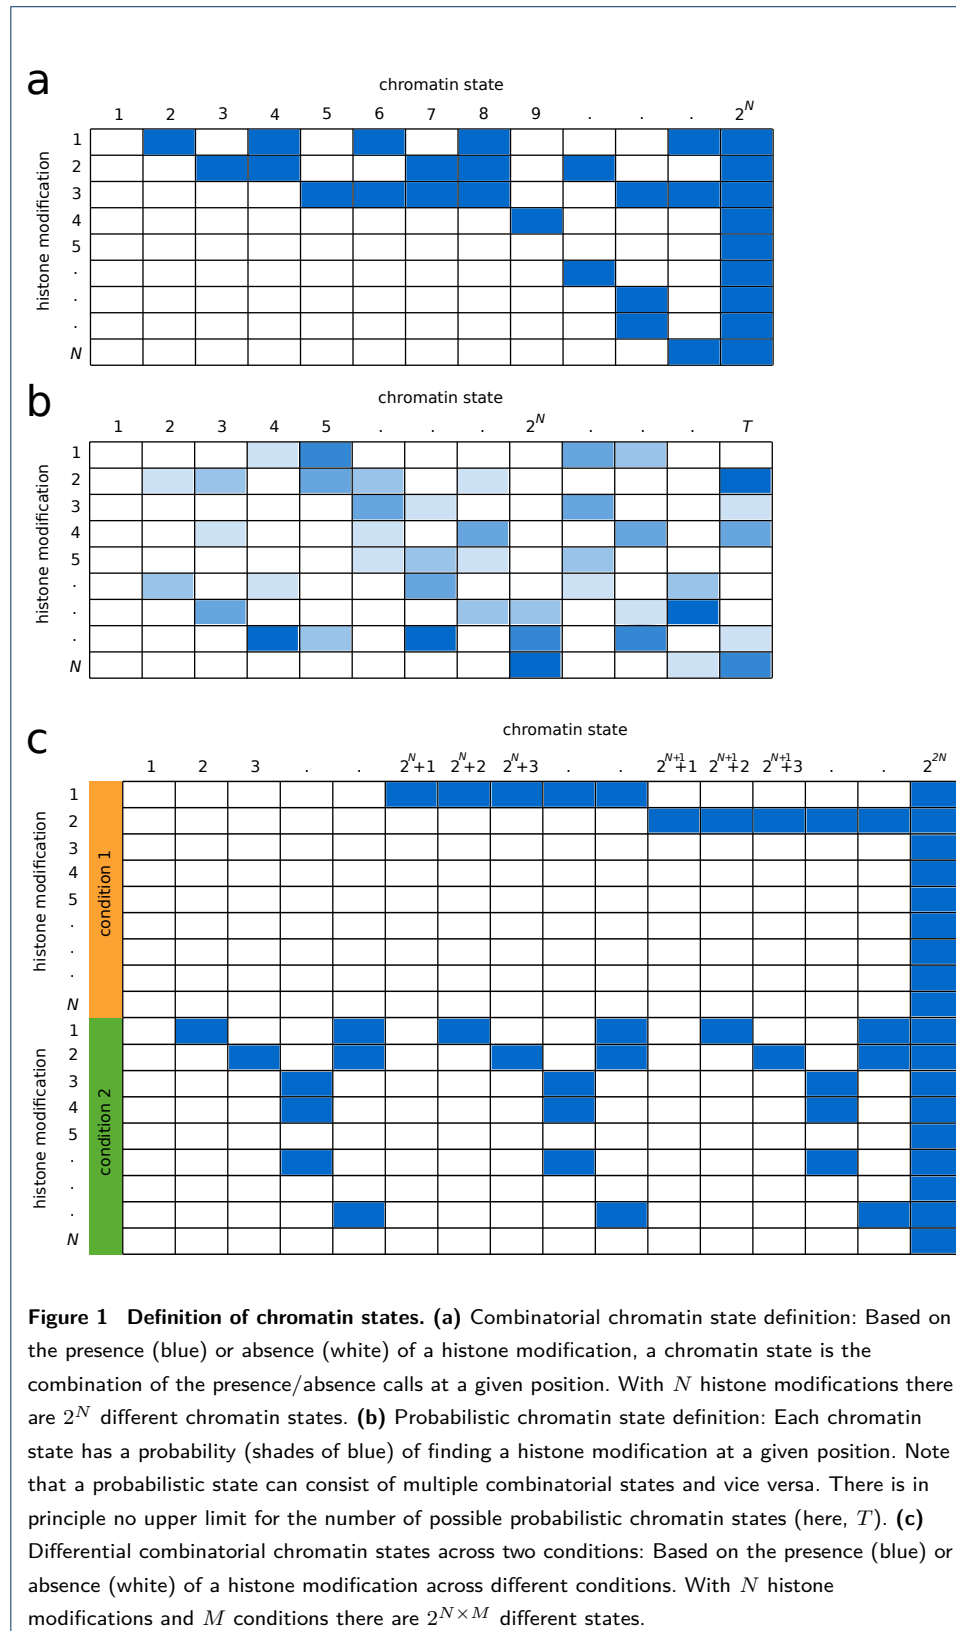 a
chromatin state
1 2 3 4 5 6 7 8 9 . . . 2^N
histone modification
1
2
3
4
5
.
.
.
N
b
chromatin state
1 2 3 4 5 . . . 2^N . . . T
histone modification
1
2
3
4
5
.
.
.
N
c
chromatin state
1 2 3 . . 2^N+1 2^N+2 2^N+3 . . 2^N+1+1 2^N+1+2 2^N+1+3 . . 2^2N
histone modification
condition 1
1
2
3
4
5
.
.
.
N
histone modification
condition 2
1
2
3
4
5
.
.
.
N
Figure 1 Definition of chromatin states. (a) Combinatorial chromatin state definition: Based on
the presence (blue) or absence (white) of a histone modification, a chromatin state is the
combination of the presence/absence calls at a given position. With N histone modifications there
are 2^N different chromatin states. (b) Probabilistic chromatin state definition: Each chromatin
state has a probability (shades of blue) of finding a histone modification at a given position. Note
that a probabilistic state can consist of multiple combinatorial states and vice versa. There is in
principle no upper limit for the number of possible probabilistic chromatin states (here, T). (c)
Differential combinatorial chromatin states across two conditions: Based on the presence (blue) or
absence (white) of a histone modification across different conditions. With N histone
modifications and M conditions there are 2^N×M different states.